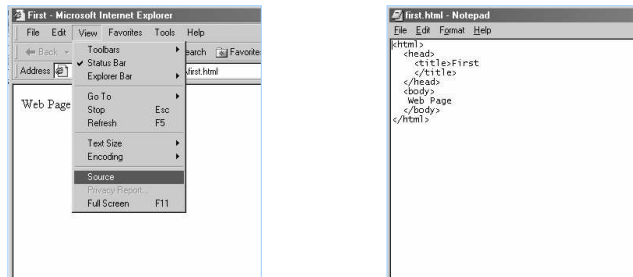 First - Microsoft Internet Explorer
File Edit View Favorites Tools Help
Back
Toolbars
Status Bar
Explorer Bar
Go To
Stop Esc
Refresh F5
Text Size
Encoding
Source
Privacy Report...
Full Screen F11
earch Favorite
Address \first.html
Web Page
first.html - Notepad
File Edit Format Help
<html>
<head>
<title>First
</title>
</head>
<body>
Web Page
</body>
</html>